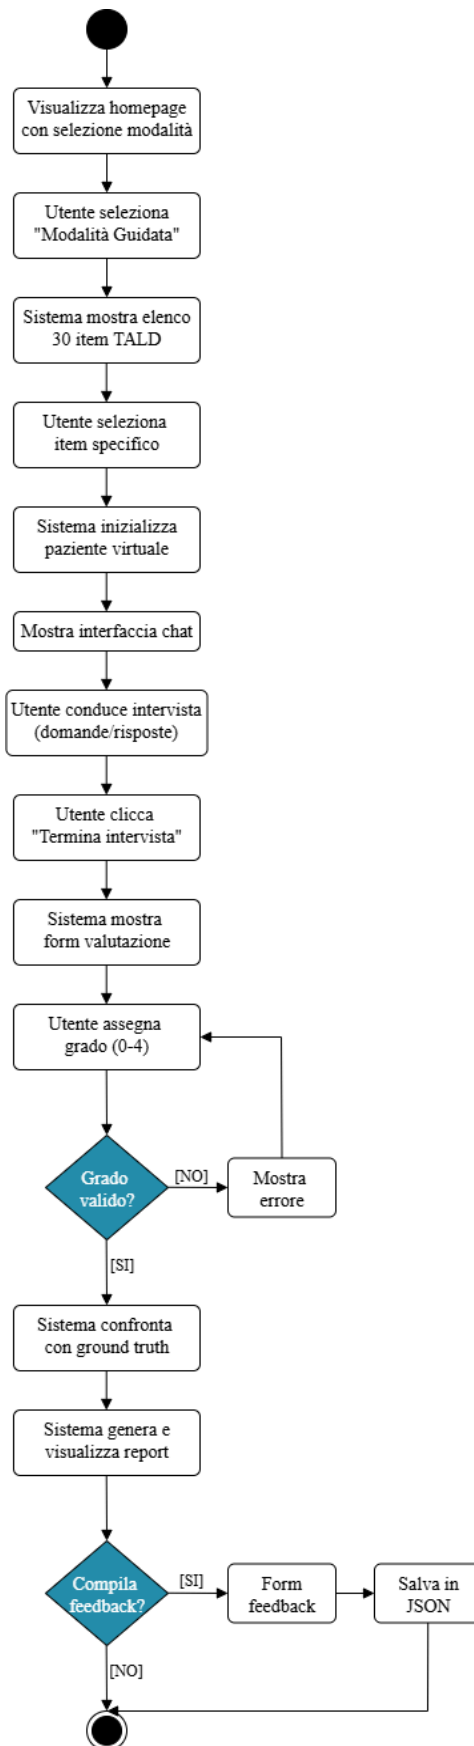 Visualizza homepage
con selezione modalità
Utente seleziona
"Modalità Guidata"
Sistema mostra elenco
30 item TALD
Utente seleziona
item specifico
Sistema inizializza
paziente virtuale
Mostra interfaccia chat
Utente conduce intervista
(domande/risposte)
Utente clicca
"Termina intervista"
Sistema mostra
form valutazione
Utente assegna
grado (0-4)
Grado
valido?
[NO]
Mostra
errore
[SI]
Sistema confronta
con ground truth
Sistema genera e
visualizza report
Compila
feedback?
[SI]
Form
feedback
Salva in
JSON
[NO]